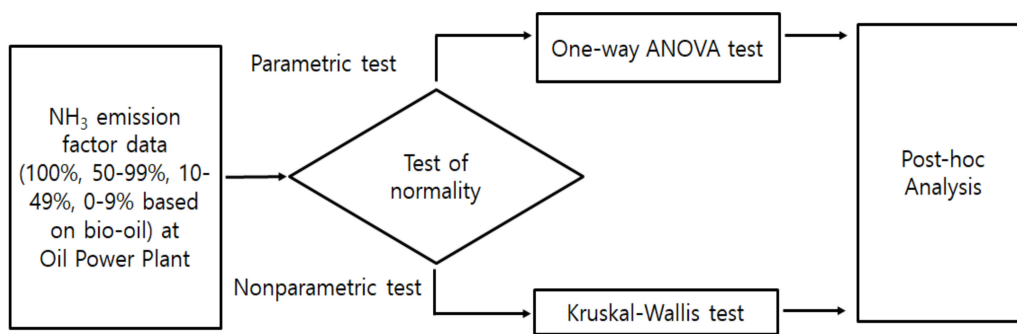 NH₃ emission
factor data
(100%, 50-99%, 10-
49%, 0-9% based
on bio-oil) at
Oil Power Plant
Parametric test
Test of
normality
Nonparametric test
One-way ANOVA test
Kruskal-Wallis test
Post-hoc
Analysis